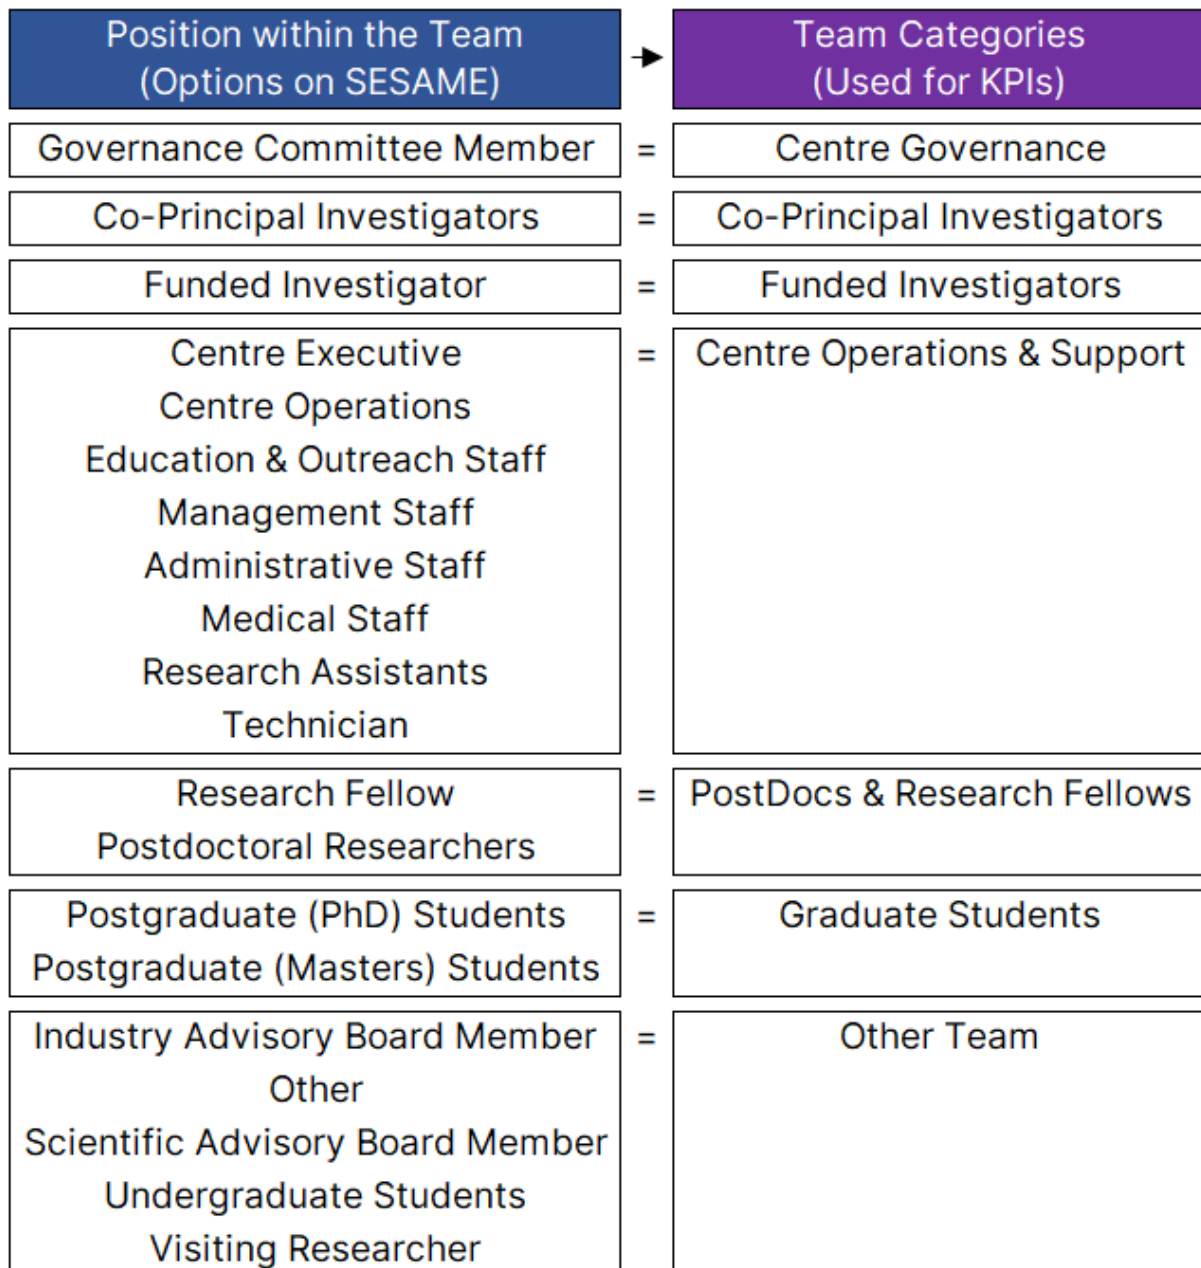 Position within the Team
(Options on SESAME)
Team Categories
(Used for KPIs)
Governance Committee Member = Centre Governance
Co-Principal Investigators = Co-Principal Investigators
Funded Investigator = Funded Investigators
Centre Executive = Centre Operations & Support
Centre Operations
Education & Outreach Staff
Management Staff
Administrative Staff
Medical Staff
Research Assistants
Technician
Research Fellow = PostDocs & Research Fellows
Postdoctoral Researchers
Postgraduate (PhD) Students = Graduate Students
Postgraduate (Masters) Students
Industry Advisory Board Member = Other Team
Other
Scientific Advisory Board Member
Undergraduate Students
Visiting Researcher